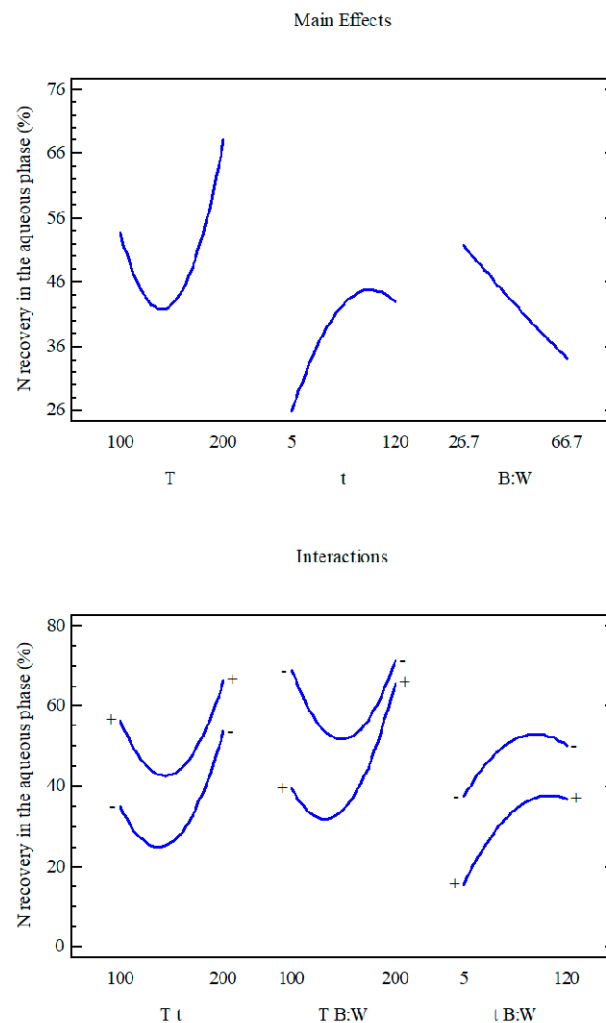 Main Effects
N recovery in the aqueous phase (%)
76
66
56
46
36
26
100 200 5 120 26.7 66.7
T t B:W
Interactions
N recovery in the aqueous phase (%)
80
60
40
20
0
+ - + - - + - + - + - +
100 200 100 200 5 120
T t T B:W t B:W